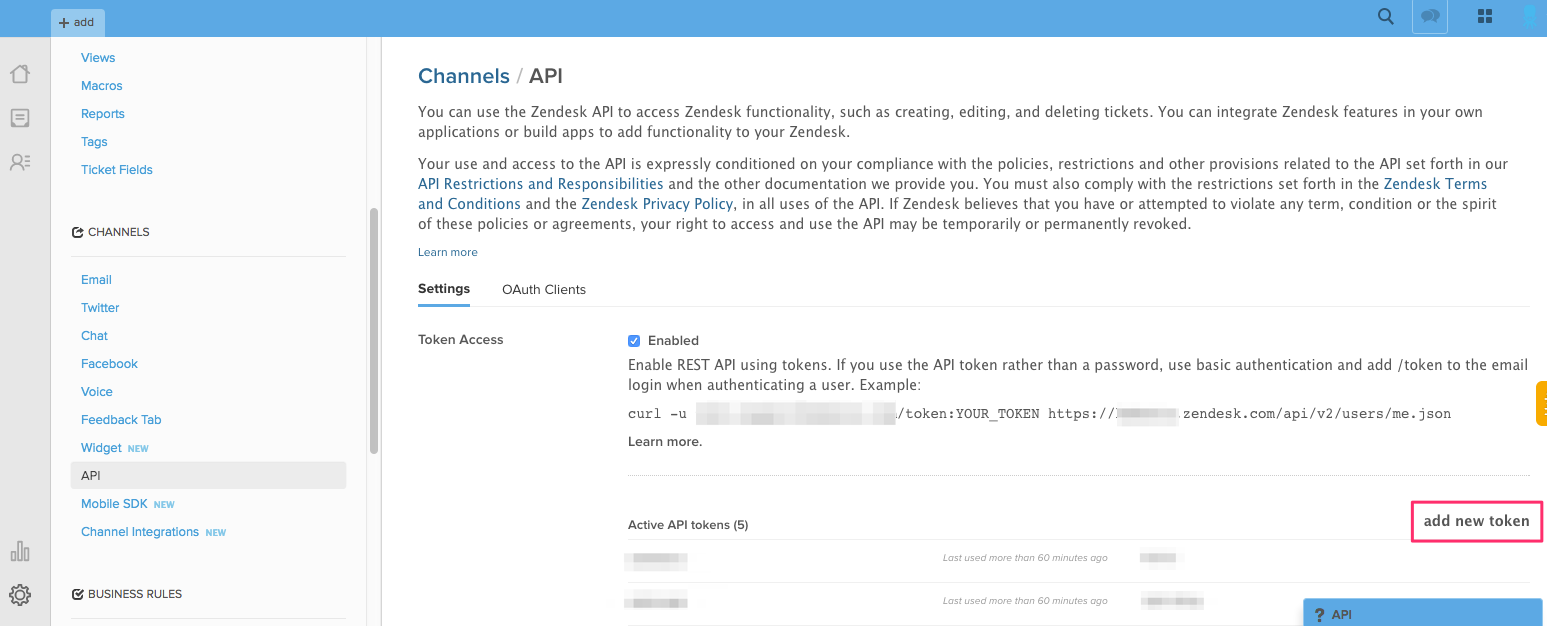 + add
Views
Macros
Reports
Tags
Ticket Fields
CHANNELS
Email
Twitter
Chat
Facebook
Voice
Feedback Tab
Widget NEW
API
Mobile SDK NEW
Channel Integrations NEW
BUSINESS RULES
Channels / API
You can use the Zendesk API to access Zendesk functionality, such as creating, editing, and deleting tickets. You can integrate Zendesk features in your own
applications or build apps to add functionality to your Zendesk.
Your use and access to the API is expressly conditioned on your compliance with the policies, restrictions and other provisions related to the API set forth in our
API Restrictions and Responsibilities and the other documentation we provide you. You must also comply with the restrictions set forth in the Zendesk Terms
and Conditions and the Zendesk Privacy Policy, in all uses of the API. If Zendesk believes that you have or attempted to violate any term, condition or the spirit
of these policies or agreements, your right to access and use the API may be temporarily or permanently revoked.
Learn more
Settings OAuth Clients
Token Access
Enabled
Enable REST API using tokens. If you use the API token rather than a password, use basic authentication and add /token to the email
login when authenticating a user. Example:
curl -u /token:YOUR_TOKEN https:// .zendesk.com/api/v2/users/me.json
Learn more.
Active API tokens (5)
add new token
Last used more than 60 minutes ago
Last used more than 60 minutes ago
? API